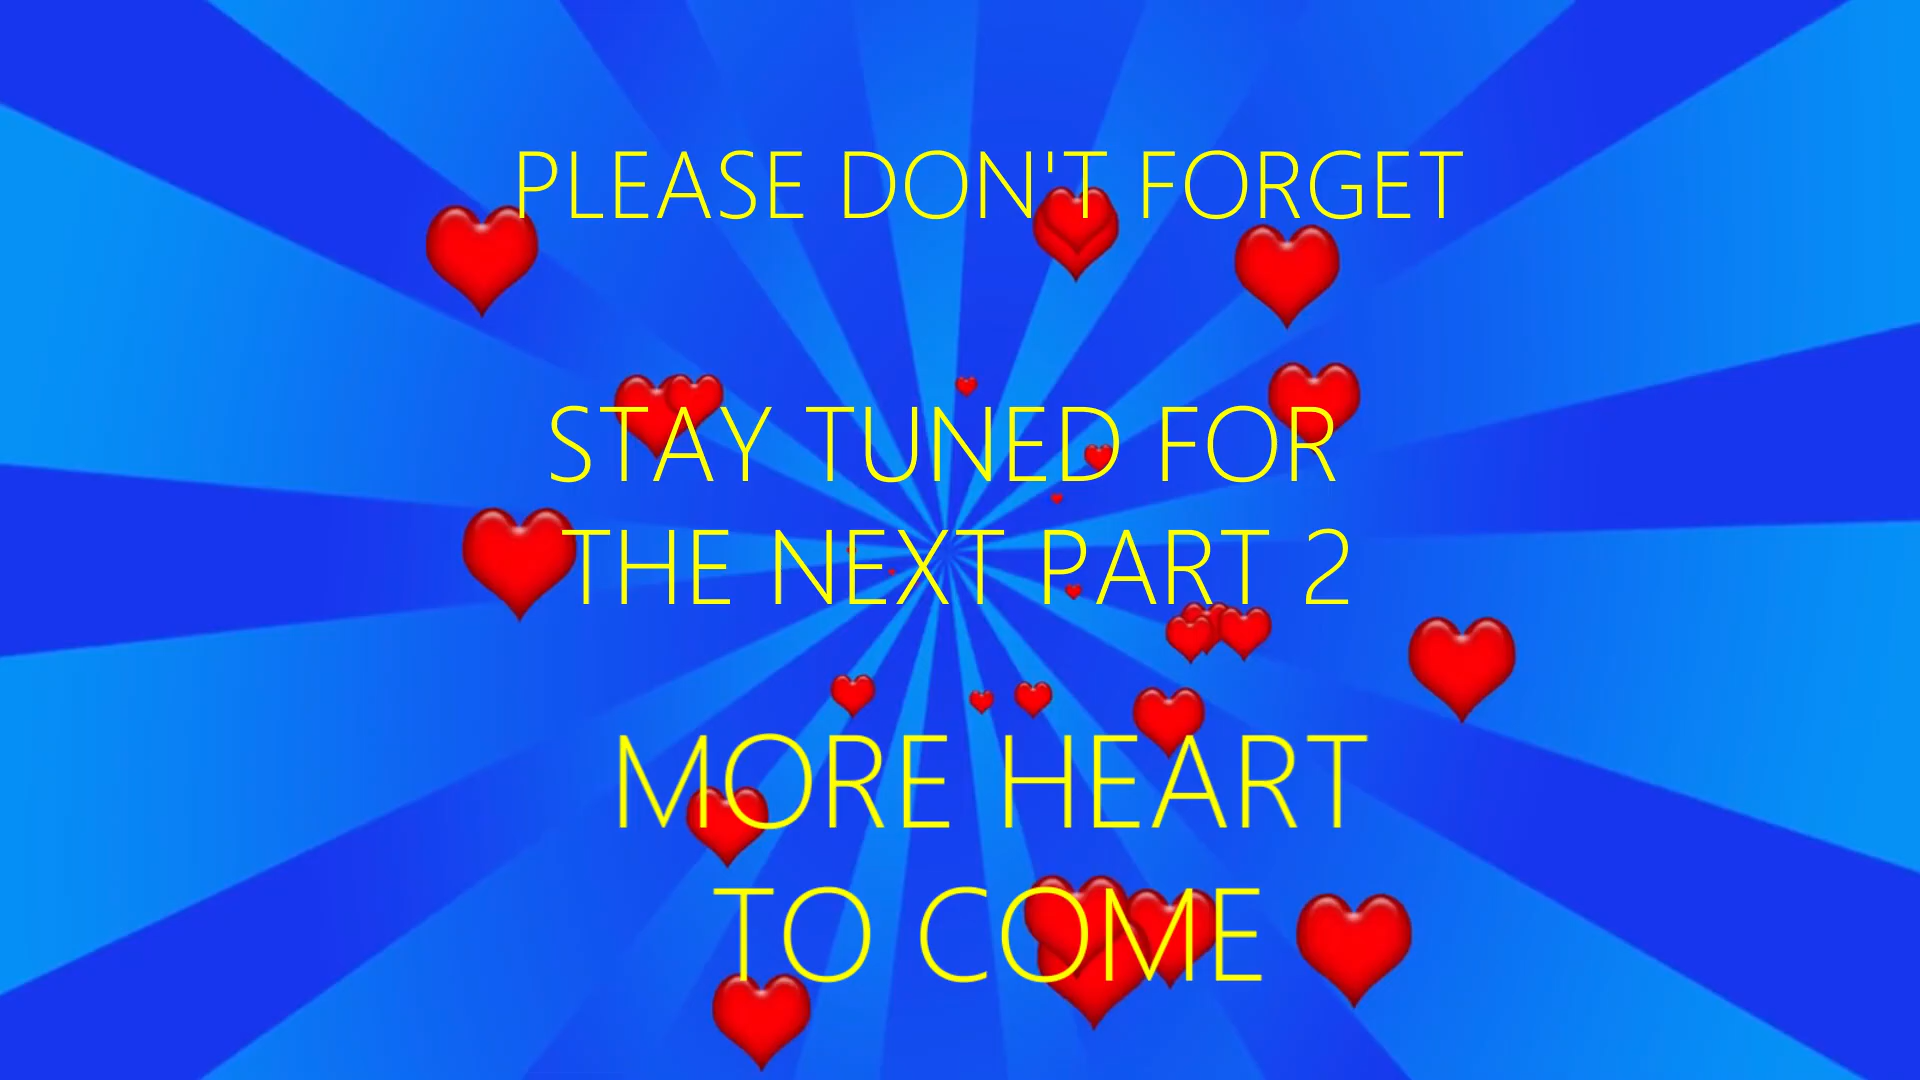 PLEASE DON'T FORGET
STAY TUNED FOR
THE NEXT PART 2
MORE HEART
TO COME